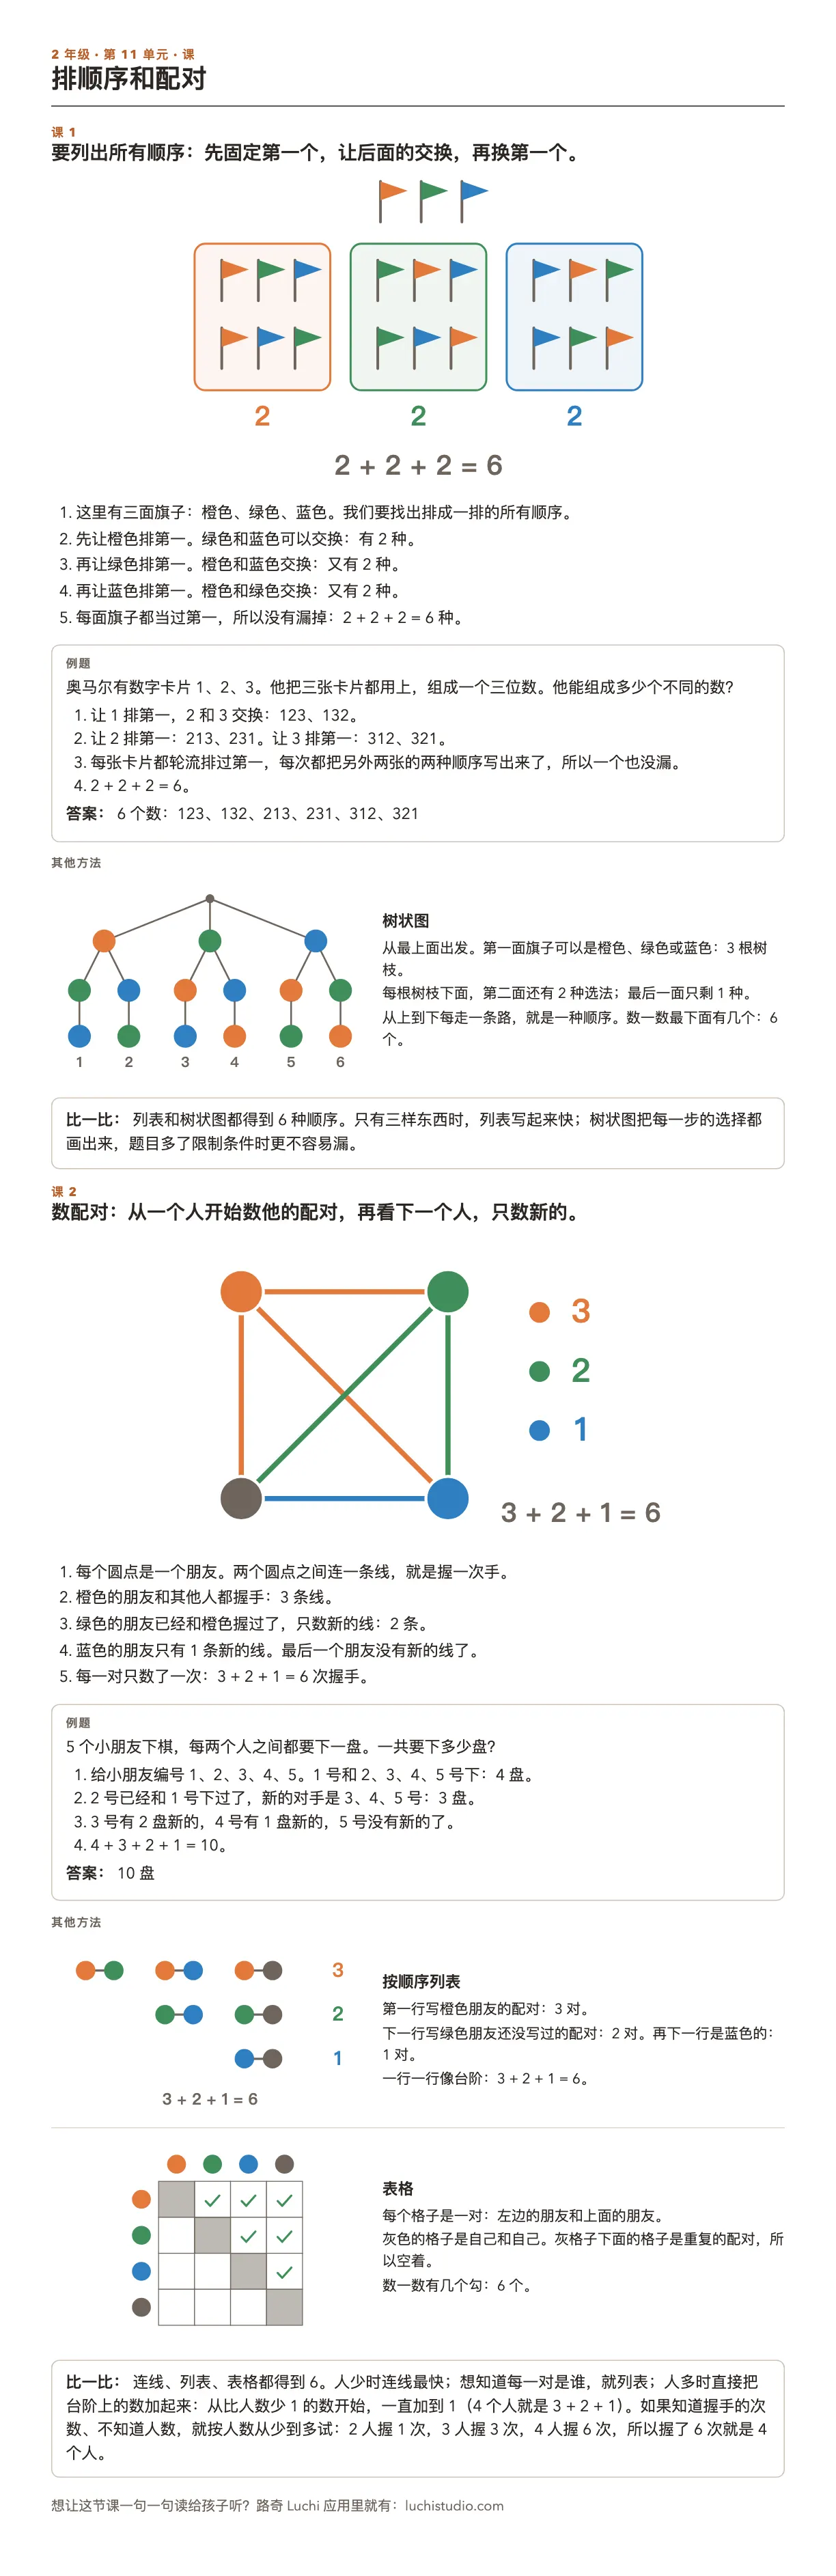 2 年级 · 第 11 单元 · 课
排顺序和配对
课 1
要列出所有顺序：先固定第一个，让后面的交换，再换第一个。
2 2 2
2 + 2 + 2 = 6
1. 这里有三面旗子：橙色、绿色、蓝色。我们要找出排成一排的所有顺序。
2. 先让橙色排第一。绿色和蓝色可以交换：有 2 种。
3. 再让绿色排第一。橙色和蓝色交换：又有 2 种。
4. 再让蓝色排第一。橙色和绿色交换：又有 2 种。
5. 每面旗子都当过第一，所以没有漏掉：2 + 2 + 2 = 6 种。
例题
奥马尔有数字卡片 1、2、3。他把三张卡片都用上，组成一个三位数。他能组成多少个不同的数？
1. 让 1 排第一，2 和 3 交换：123、132。
2. 让 2 排第一：213、231。让 3 排第一：312、321。
3. 每张卡片都轮流排过第一，每次都把另外两张的两种顺序写出来了，所以一个也没漏。
4. 2 + 2 + 2 = 6。
答案： 6 个数：123、132、213、231、312、321
其他方法
1 2 3 4 5 6
树状图
从最上面出发。第一面旗子可以是橙色、绿色或蓝色：3 根树
枝。
每根树枝下面，第二面还有 2 种选法；最后一面只剩 1 种。
从上到下每走一条路，就是一种顺序。数一数最下面有几个：6
个。
比一比： 列表和树状图都得到 6 种顺序。只有三样东西时，列表写起来快；树状图把每一步的选择都
画出来，题目多了限制条件时更不容易漏。
课 2
数配对：从一个人开始数他的配对，再看下一个人，只数新的。
3
2
1
3 + 2 + 1 = 6
1. 每个圆点是一个朋友。两个圆点之间连一条线，就是握一次手。
2. 橙色的朋友和其他人都握手：3 条线。
3. 绿色的朋友已经和橙色握过了，只数新的线：2 条。
4. 蓝色的朋友只有 1 条新的线。最后一个朋友没有新的线了。
5. 每一对只数了一次：3 + 2 + 1 = 6 次握手。
例题
5 个小朋友下棋，每两个人之间都要下一盘。一共要下多少盘？
1. 给小朋友编号 1、2、3、4、5。1 号和 2、3、4、5 号下：4 盘。
2. 2 号已经和 1 号下过了，新的对手是 3、4、5 号：3 盘。
3. 3 号有 2 盘新的，4 号有 1 盘新的，5 号没有新的了。
4. 4 + 3 + 2 + 1 = 10。
答案： 10 盘
其他方法
3
2
1
3 + 2 + 1 = 6
按顺序列表
第一行写橙色朋友的配对：3 对。
下一行写绿色朋友还没写过的配对：2 对。再下一行是蓝色的：
1 对。
一行一行像台阶：3 + 2 + 1 = 6。
表格
每个格子是一对：左边的朋友和上面的朋友。
灰色的格子是自己和自己。灰格子下面的格子是重复的配对，所
以空着。
数一数有几个勾：6 个。
比一比： 连线、列表、表格都得到 6。人少时连线最快；想知道每一对是谁，就列表；人多时直接把
台阶上的数加起来：从比人数少 1 的数开始，一直加到 1（4 个人就是 3 + 2 + 1）。如果知道握手的次
数、不知道人数，就按人数从少到多试：2 人握 1 次，3 人握 3 次，4 人握 6 次，所以握了 6 次就是 4
个人。
想让这节课一句一句读给孩子听？路奇 Luchi 应用里就有：luchistudio.com